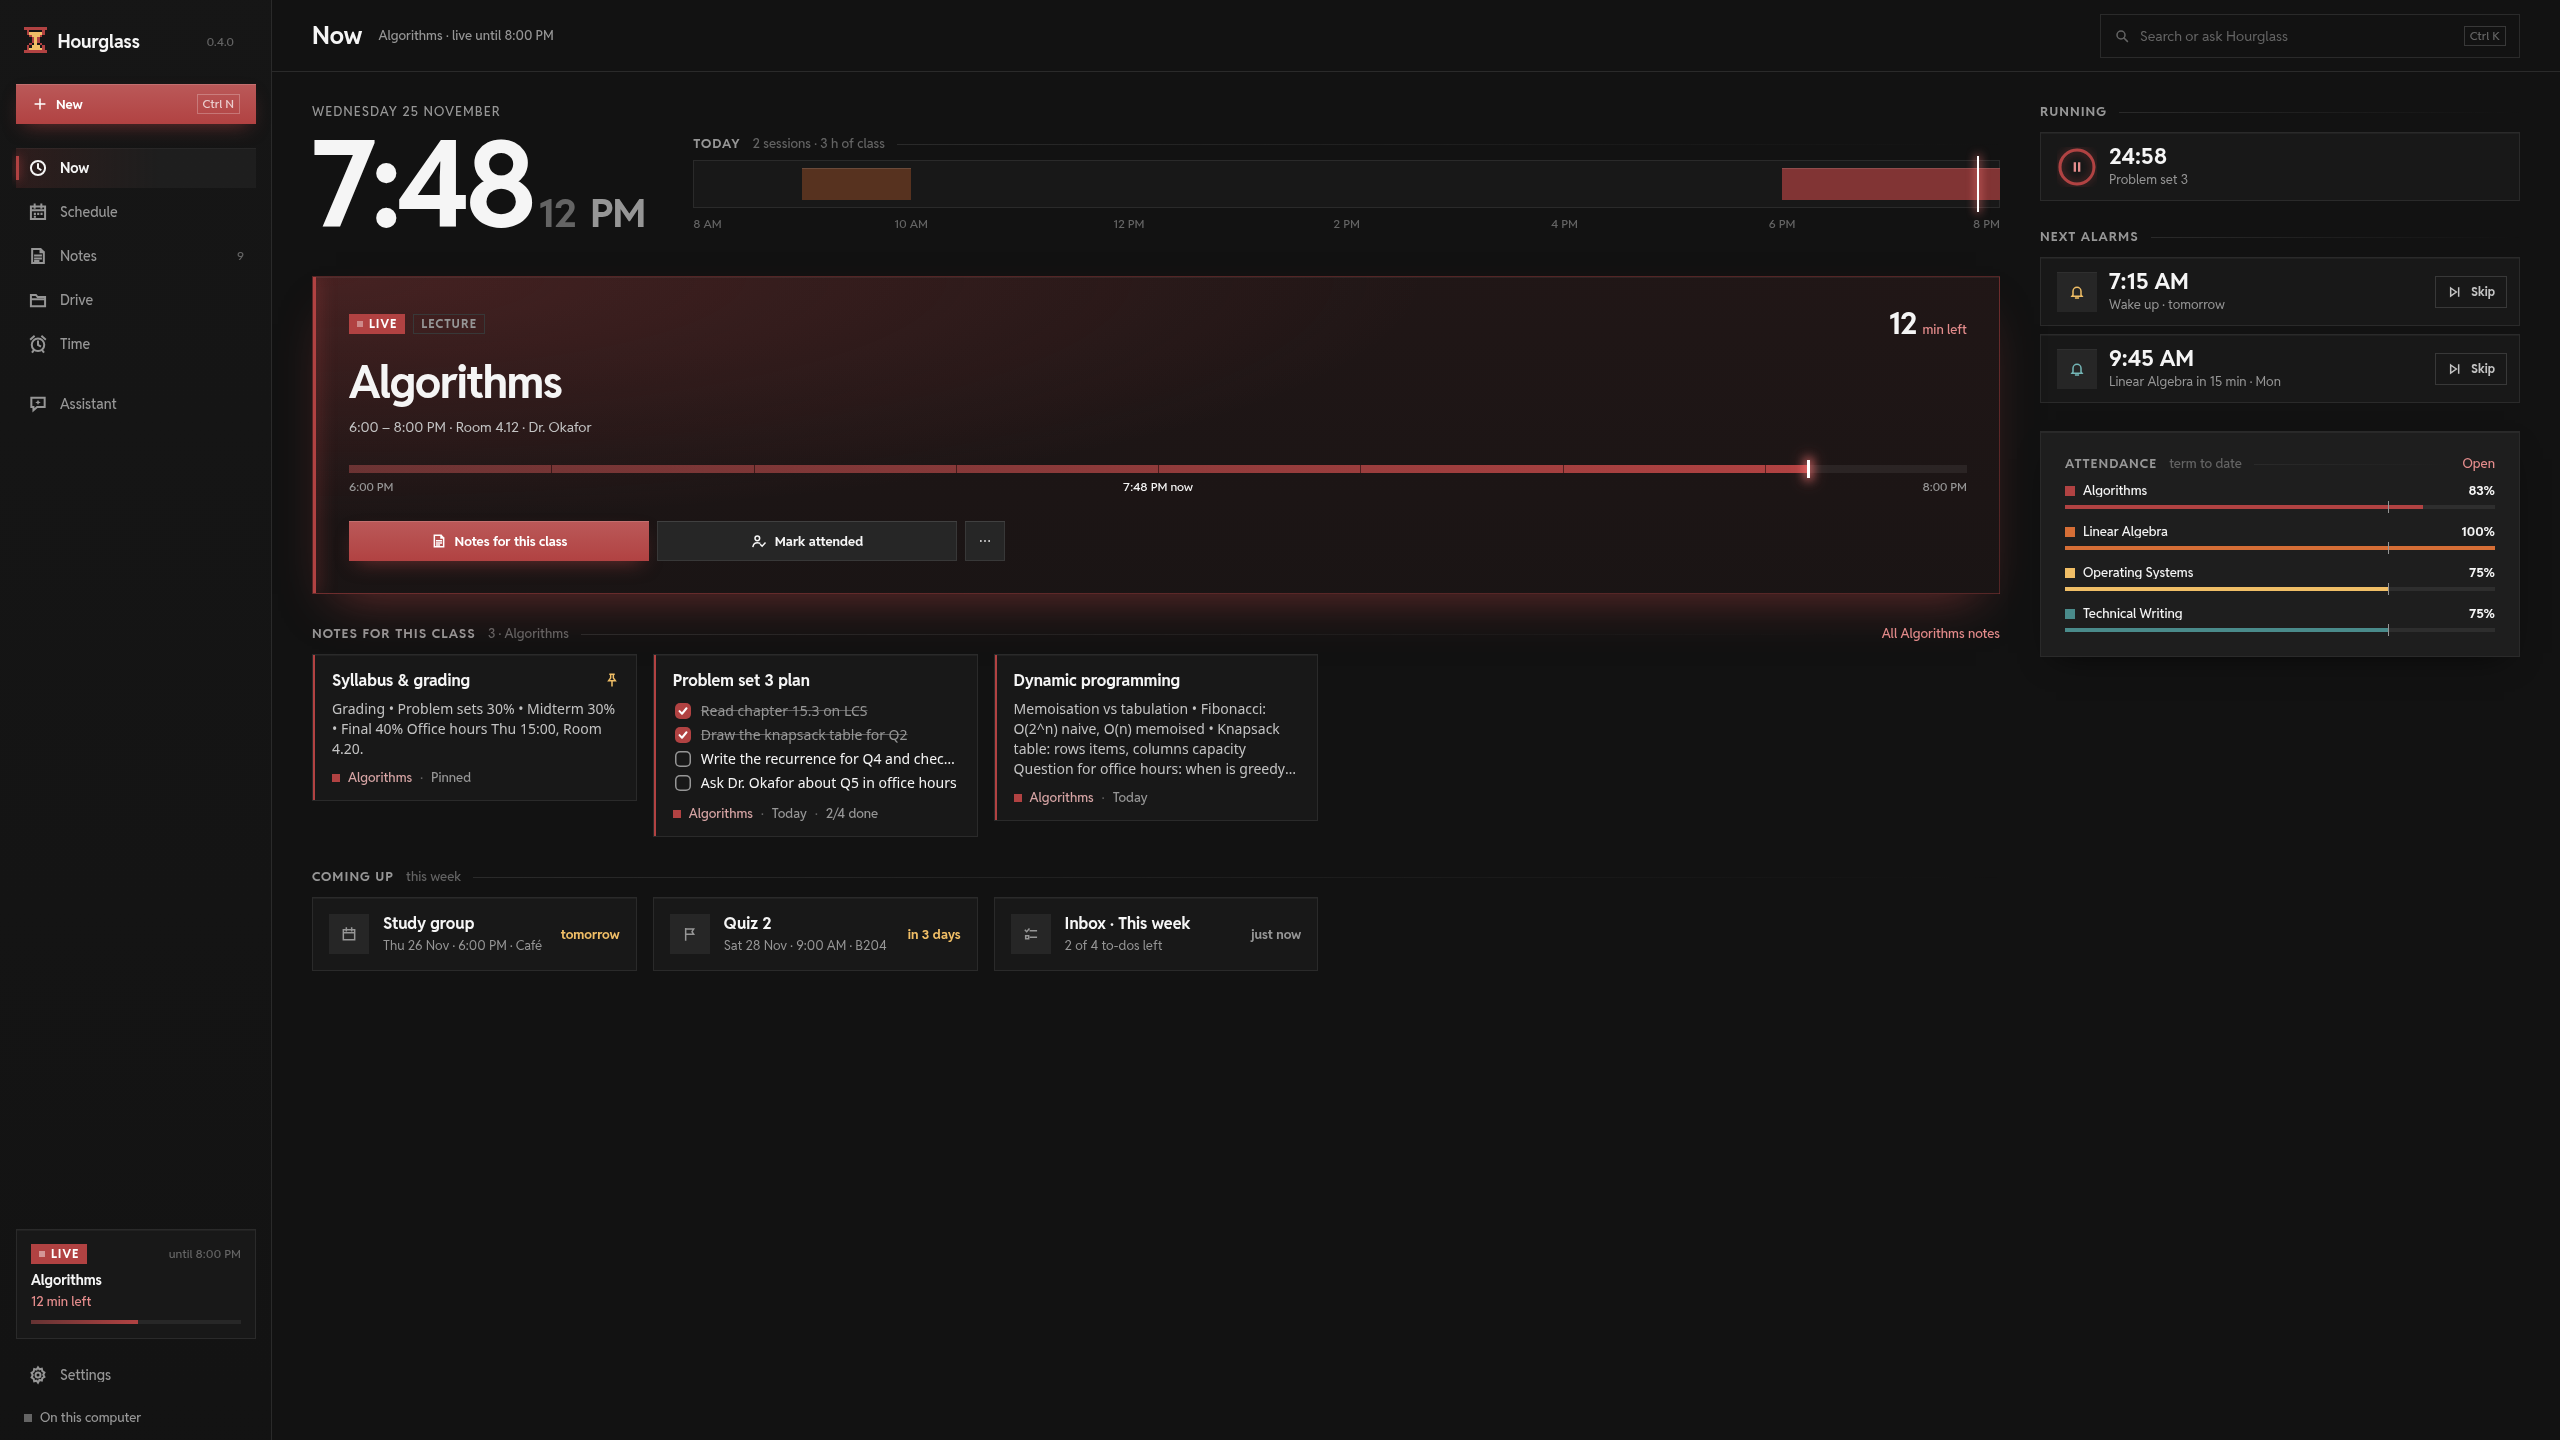 Hourglass
0.4.0
New
Ctrl N
Now
Schedule
Notes
9
Drive
Time
Assistant
LIVE
until 8:00 PM
Algorithms
12 min left
Settings
On this computer
Now
Algorithms · live until 8:00 PM
Search or ask Hourglass
Ctrl K
WEDNESDAY 25 NOVEMBER
7:48 12 PM
TODAY 2 sessions · 3 h of class
8 AM 10 AM 12 PM 2 PM 4 PM 6 PM 8 PM
LIVE LECTURE
12 min left
Algorithms
6:00 – 8:00 PM · Room 4.12 · Dr. Okafor
6:00 PM 7:48 PM now 8:00 PM
Notes for this class
Mark attended
...
NOTES FOR THIS CLASS 3 · Algorithms
All Algorithms notes
Syllabus & grading
Grading • Problem sets 30% • Midterm 30%
• Final 40% Office hours Thu 15:00, Room
4.20.
Algorithms · Pinned
Problem set 3 plan
Read chapter 15.3 on LCS
Draw the knapsack table for Q2
Write the recurrence for Q4 and chec...
Ask Dr. Okafor about Q5 in office hours
Algorithms · Today · 2/4 done
Dynamic programming
Memoisation vs tabulation • Fibonacci:
O(2^n) naive, O(n) memoised • Knapsack
table: rows items, columns capacity
Question for office hours: when is greedy...
Algorithms · Today
COMING UP this week
Study group
Thu 26 Nov · 6:00 PM · Café
tomorrow
Quiz 2
Sat 28 Nov · 9:00 AM · B204
in 3 days
Inbox · This week
2 of 4 to-dos left
just now
RUNNING
24:58
Problem set 3
NEXT ALARMS
7:15 AM
Wake up · tomorrow
Skip
9:45 AM
Linear Algebra in 15 min · Mon
Skip
ATTENDANCE term to date
Open
Algorithms 83%
Linear Algebra 100%
Operating Systems 75%
Technical Writing 75%